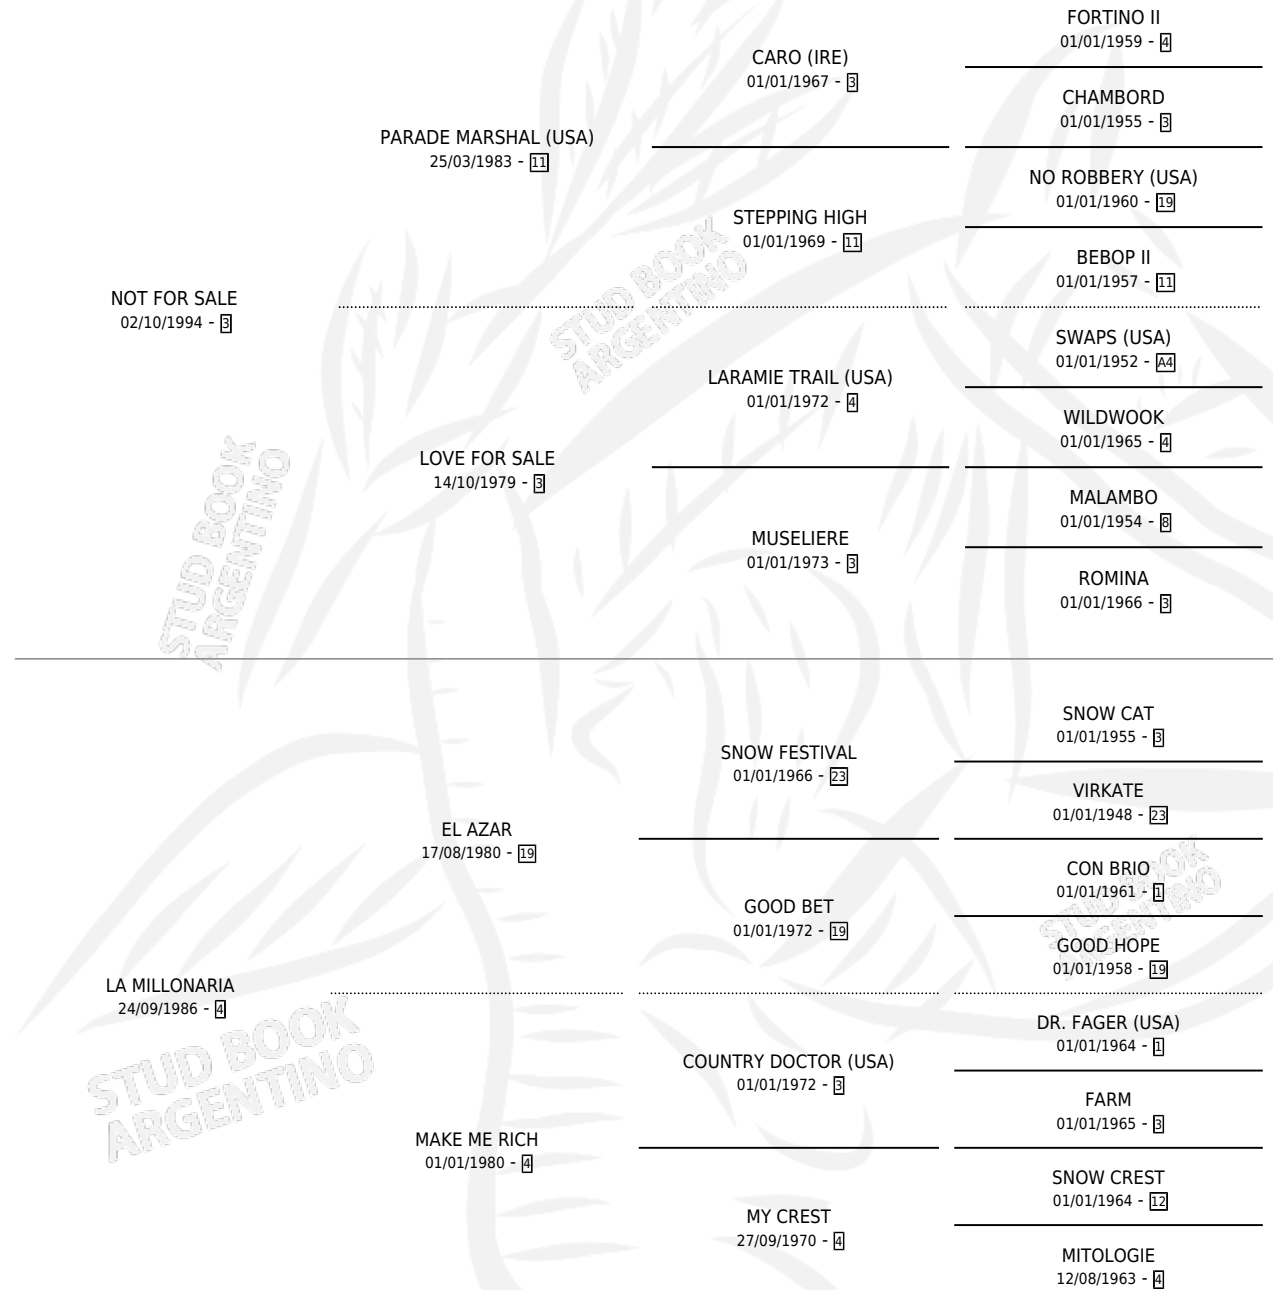 FORTINO II
01/01/1959 - 4
CARO (IRE)
01/01/1967 - 3
CHAMBORD
01/01/1955 - 3
PARADE MARSHAL (USA)
25/03/1983 - 11
NO ROBBERY (USA)
01/01/1960 - 19
STEPPING HIGH
01/01/1969 - 11
BEBOP II
01/01/1957 - 11
NOT FOR SALE
02/10/1994 - 3
STUD BOOK
ARGENTINO
SWAPS (USA)
01/01/1952 - A4
LARAMIE TRAIL (USA)
01/01/1972 - 4
WILDWOOK
01/01/1965 - 4
LOVE FOR SALE
14/10/1979 - 3
MALAMBO
01/01/1954 - 8
MUSELIERE
01/01/1973 - 3
ROMINA
01/01/1966 - 3
STUD BOOK
ARGENTINO
SNOW CAT
01/01/1955 - 3
SNOW FESTIVAL
01/01/1966 - 23
VIRKATE
01/01/1948 - 23
EL AZAR
17/08/1980 - 19
CON BRIO
01/01/1961 - 1
GOOD BET
01/01/1972 - 19
GOOD HOPE
01/01/1958 - 19
STUD BOOK
ARGENTINO
LA MILLONARIA
24/09/1986 - 4
DR. FAGER (USA)
01/01/1964 - 1
COUNTRY DOCTOR (USA)
01/01/1972 - 3
FARM
01/01/1965 - 3
STUD BOOK
ARGENTINO
MAKE ME RICH
01/01/1980 - 4
SNOW CREST
01/01/1964 - 12
MY CREST
27/09/1970 - 4
MITOLOGIE
12/08/1963 - 4